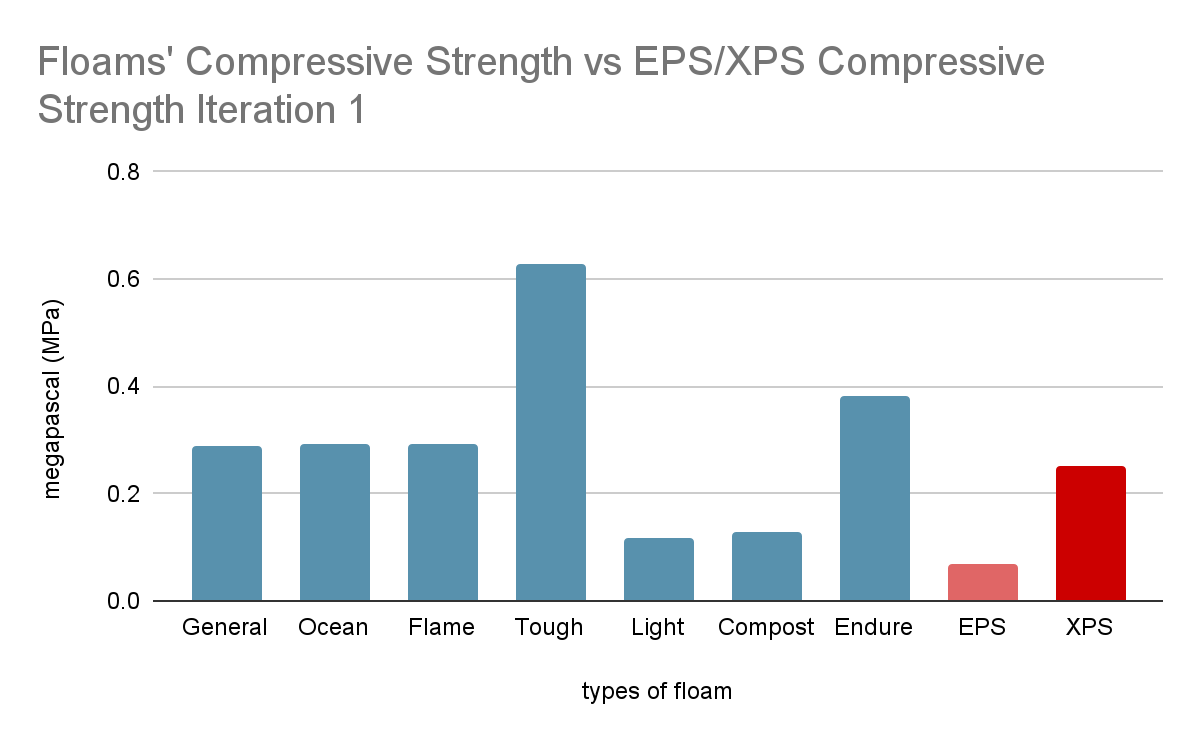 Floams' Compressive Strength vs EPS/XPS Compressive
Strength Iteration 1
0.8
0.6
0.4
0.2
0.0
megapascal (MPa)
General Ocean Flame Tough Light Compost Endure EPS XPS
types of floam